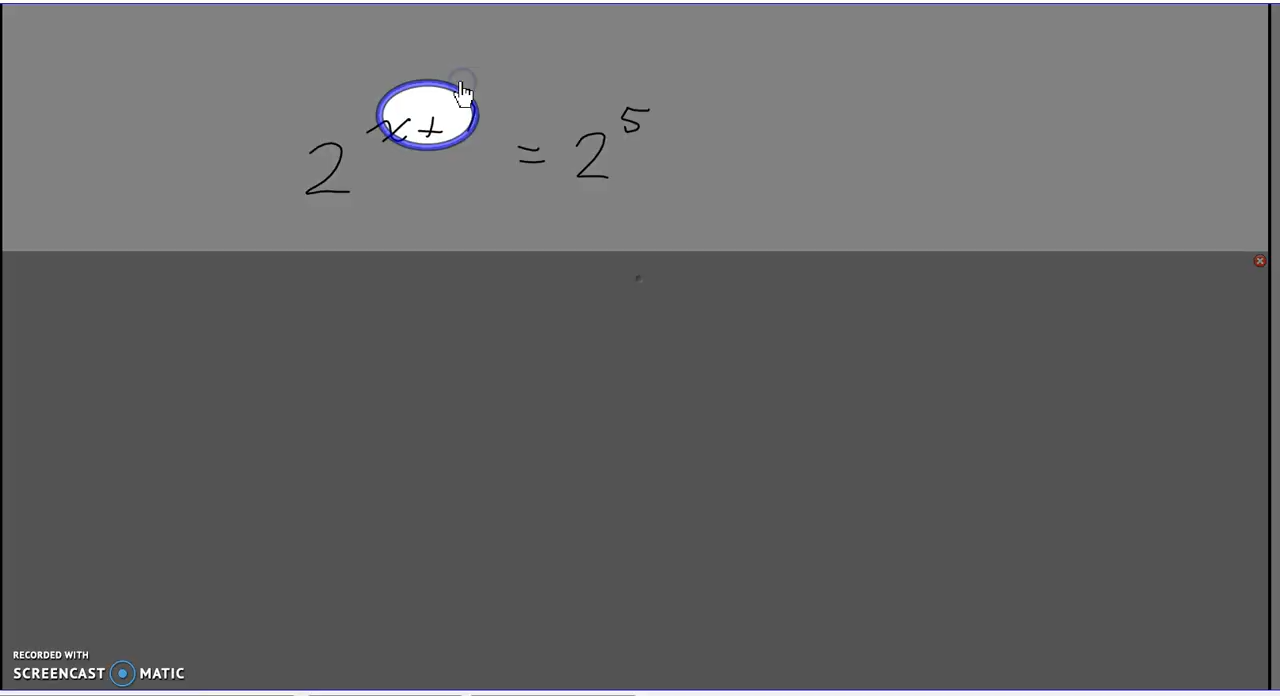 2^{x+} = 2^5
RECORDED WITH
SCREENCAST MATIC